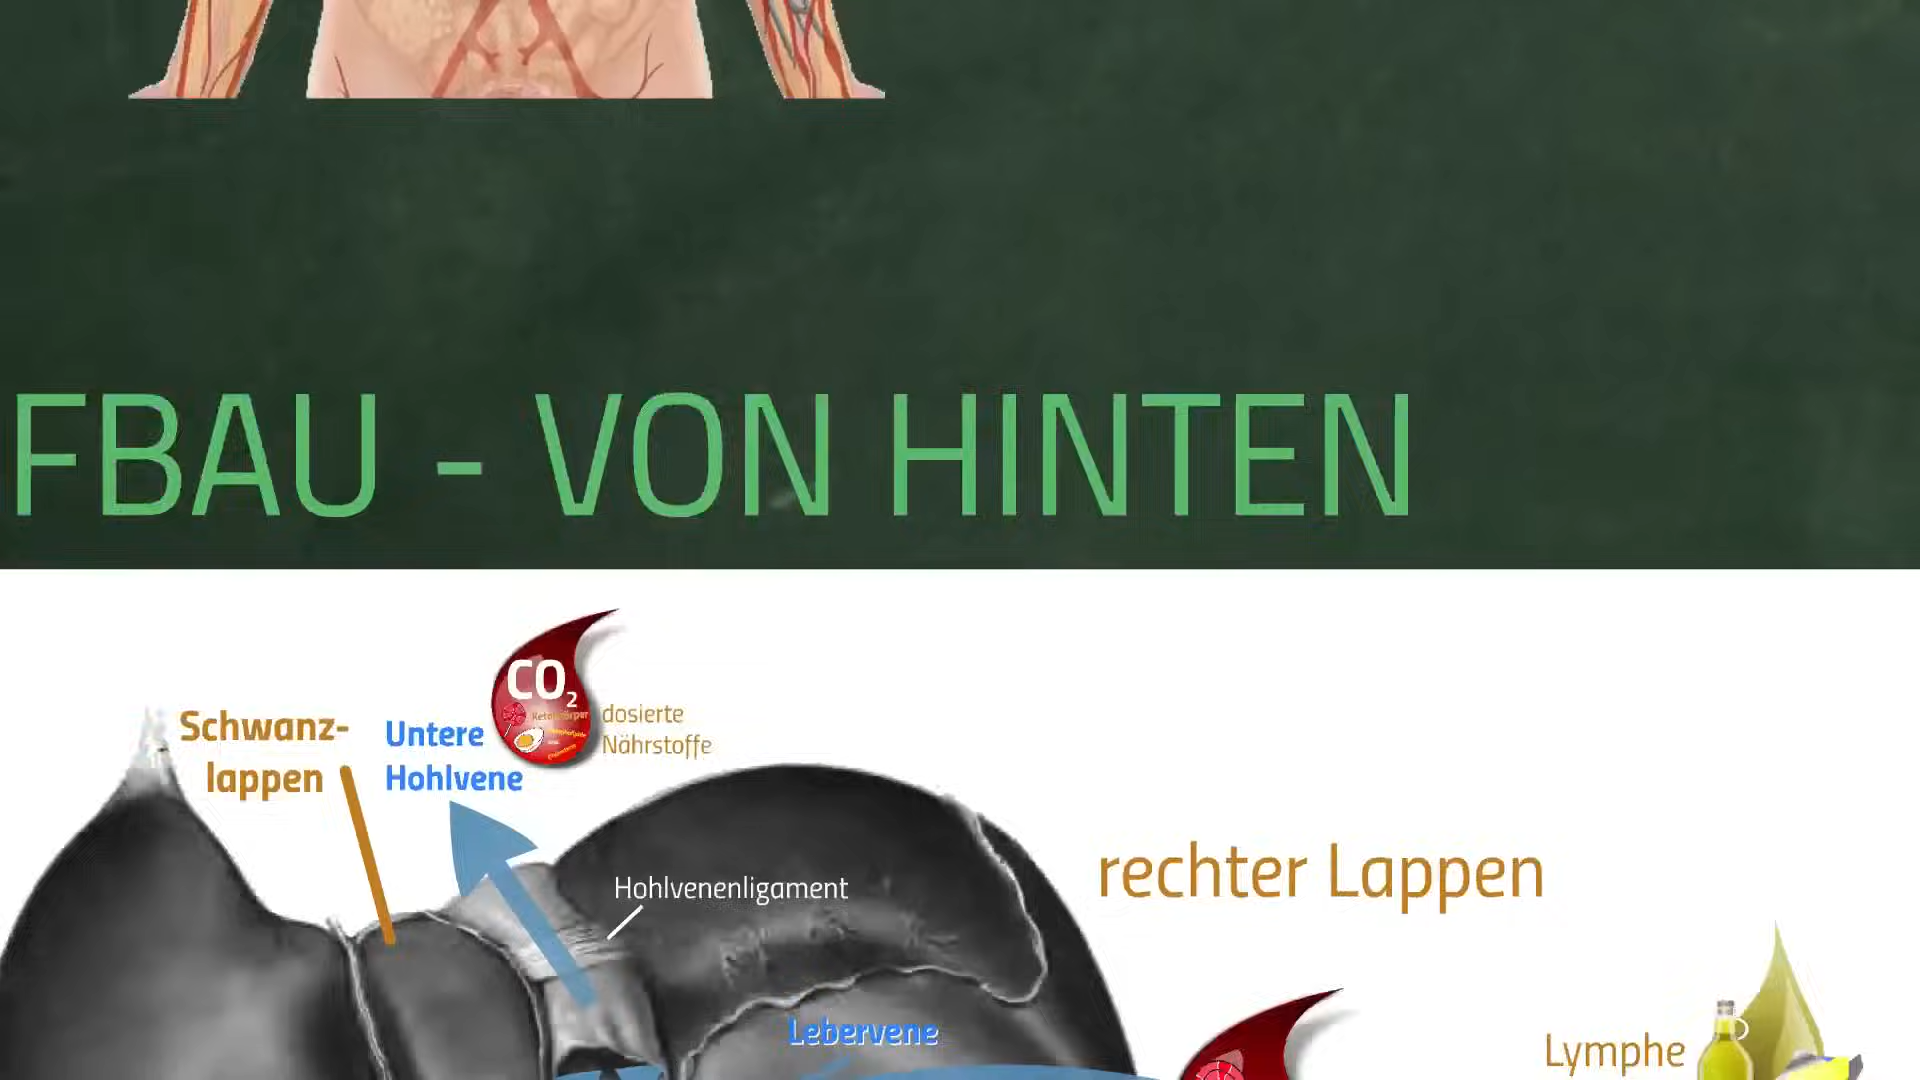 FBAU - VON HINTEN
CO2
dosierte
Nährstoffe
Schwanz-
lappen
Untere
Hohlvene
Hohlvenenligament
rechter Lappen
Lebervene
Lymphe